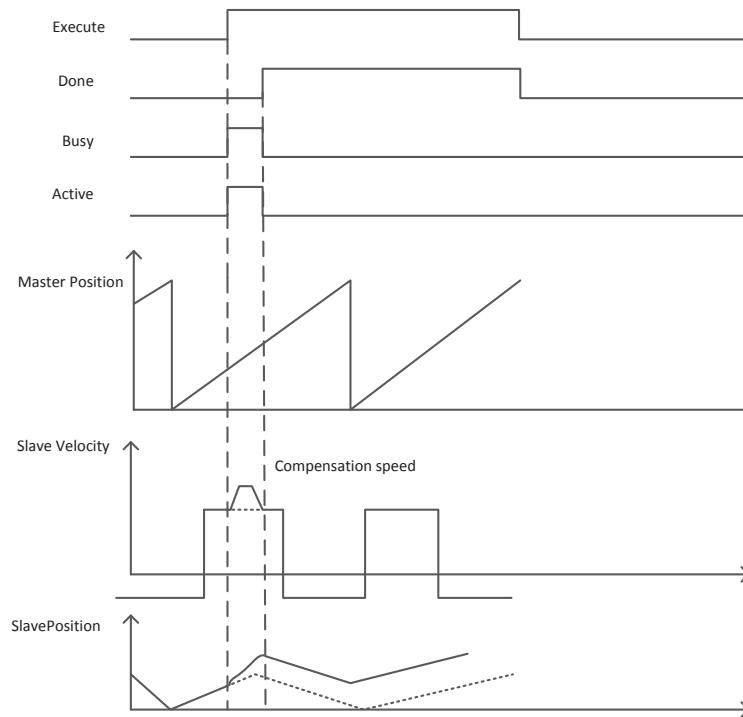 Execute
Done
Busy
Active
Master Position
Slave Velocity
Compensation speed
SlavePosition